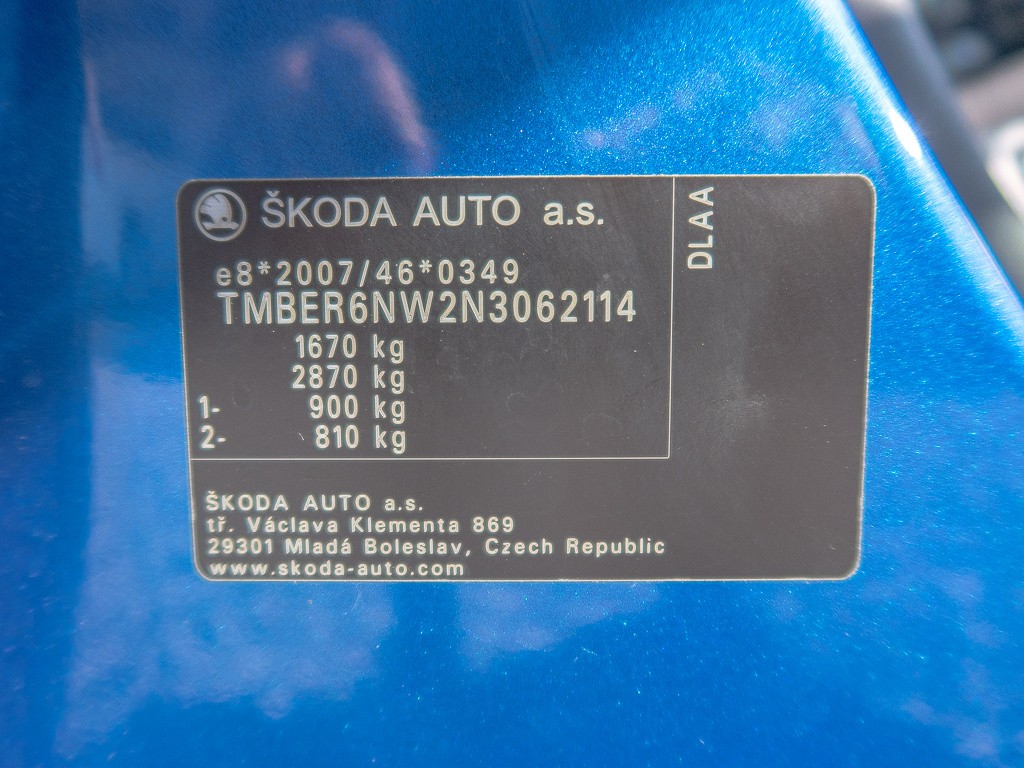 ŠKODA AUTO a.s.
DLAA
e8*2007/46*0349
TMBER6NW2N3062114
1670 kg
2870 kg
1- 900 kg
2- 810 kg
ŠKODA AUTO a.s.
tř. Václava Klementa 869
29301 Mladá Boleslav, Czech Republic
www.skoda-auto.com